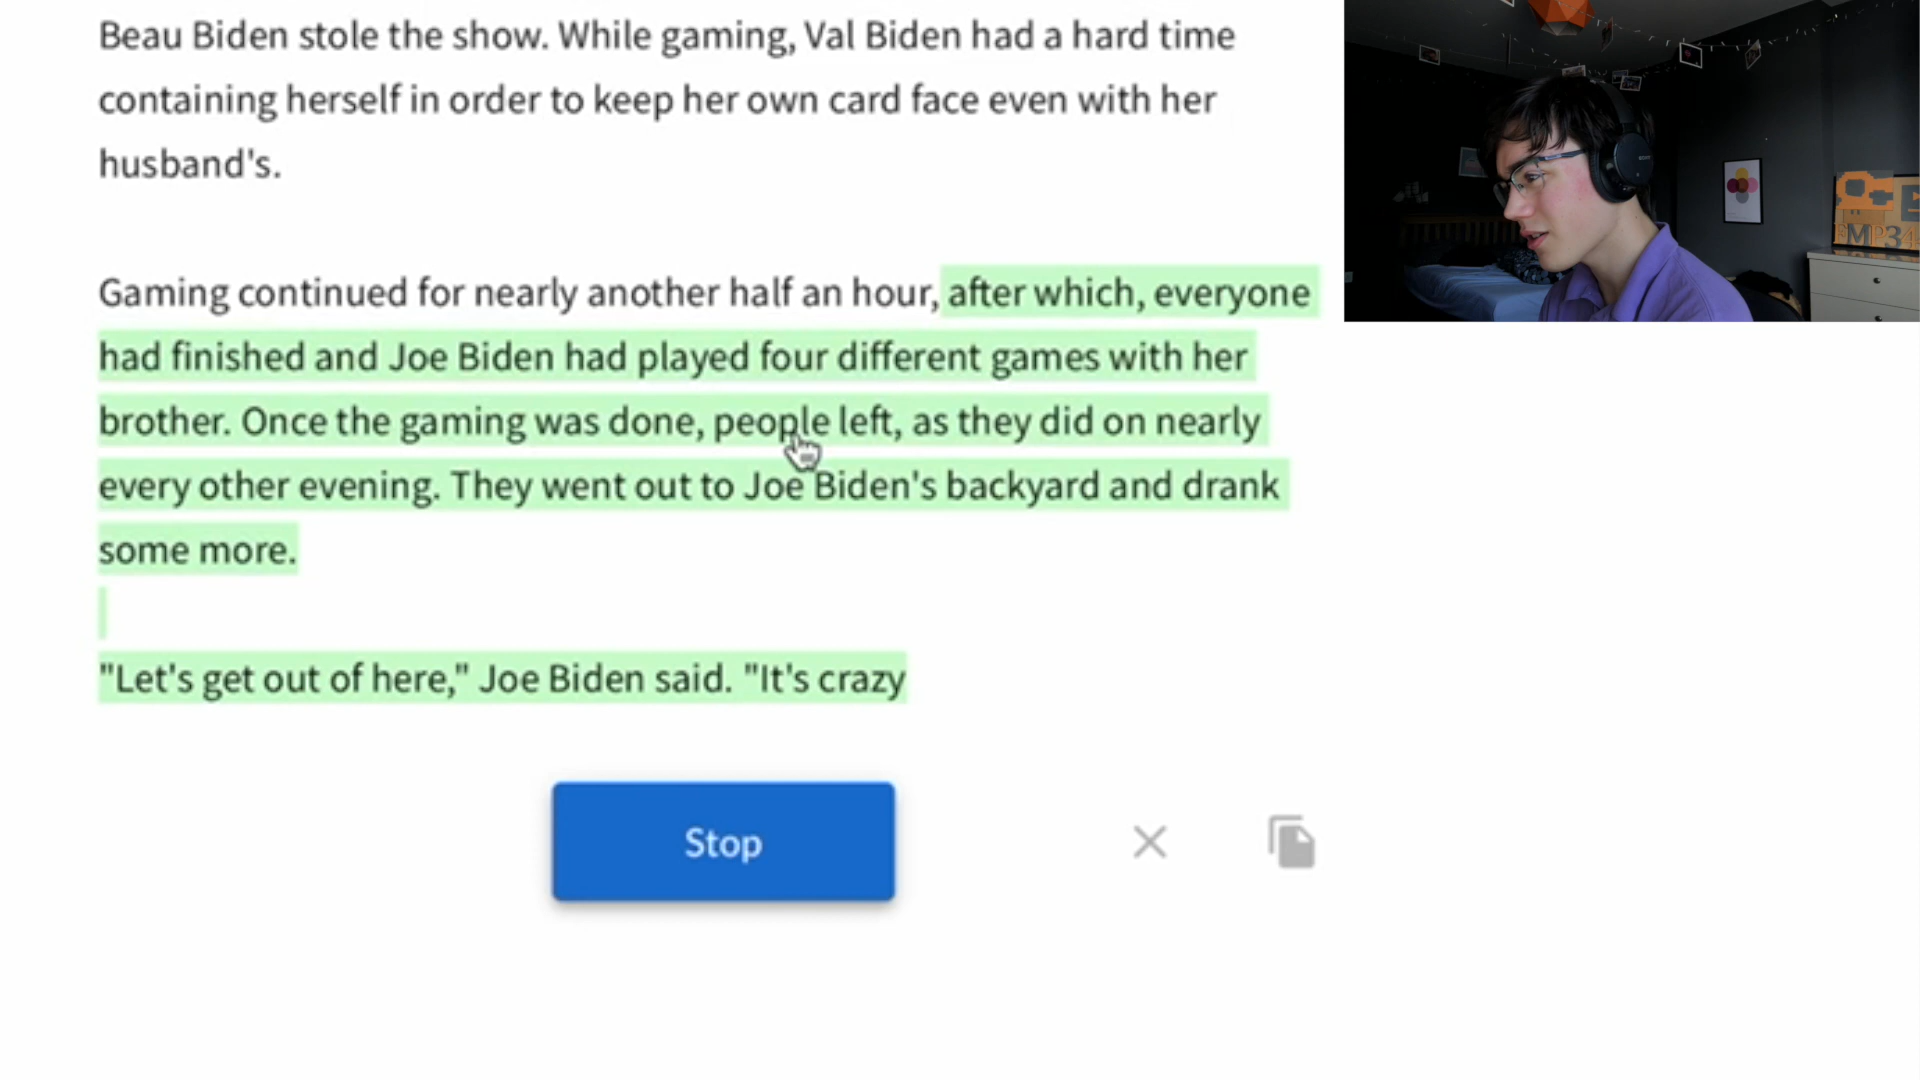 Beau Biden stole the show. While gaming, Val Biden had a hard time
containing herself in order to keep her own card face even with her
husband's.
Gaming continued for nearly another half an hour, after which, everyone
had finished and Joe Biden had played four different games with her
brother. Once the gaming was done, people left, as they did on nearly
every other evening. They went out to Joe Biden's backyard and drank
some more.
"Let's get out of here," Joe Biden said. "It's crazy
Stop
MP34